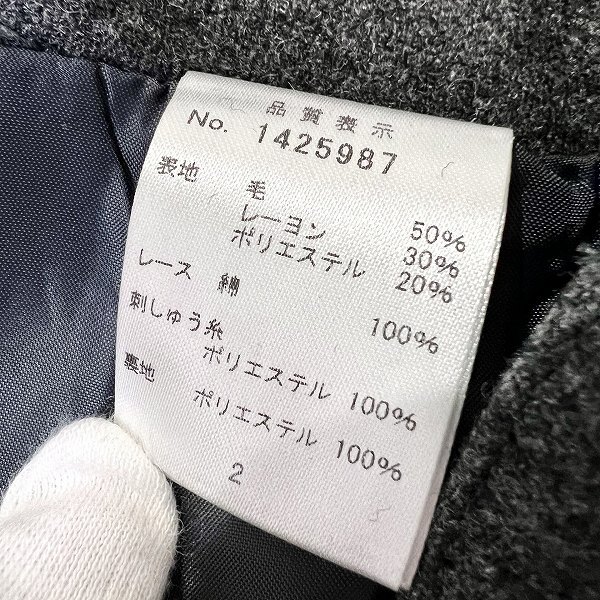 品質表示
No. 1425987
表地 毛 50%
レーヨン 30%
ポリエステル 20%
レース 綿 100%
刺しゅう糸
ポリエステル 100%
裏地
ポリエステル 100%
2